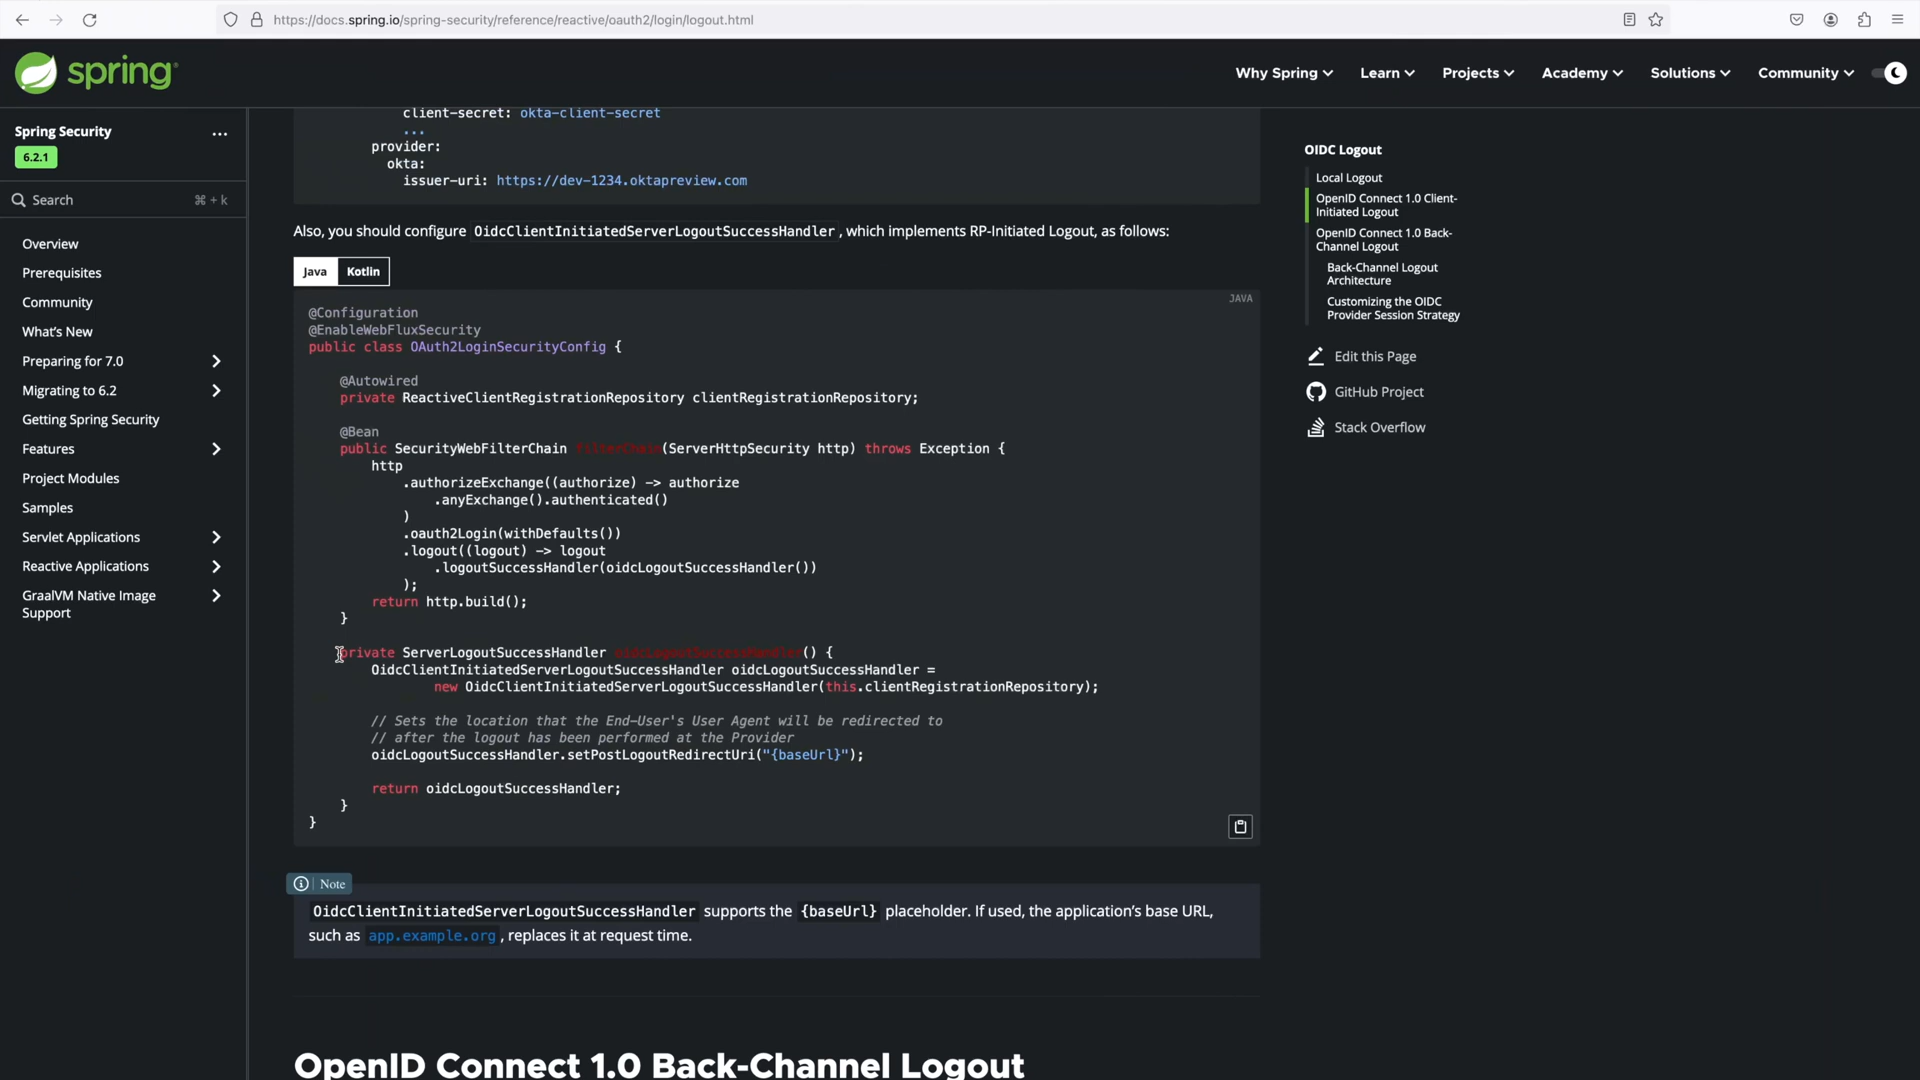 https://docs.spring.io/spring-security/reference/reactive/oauth2/login/logout.html
spring
Why Spring
Learn
Projects
Academy
Solutions
Community
Spring Security
...
6.2.1
Search
⌘ + k
Overview
Prerequisites
Community
What's New
Preparing for 7.0
Migrating to 6.2
Getting Spring Security
Features
Project Modules
Samples
Servlet Applications
Reactive Applications
GraalVM Native Image
Support
client-secret: okta-client-secret
...
provider:
okta:
issuer-uri: https://dev-1234.oktapreview.com
Also, you should configure OidcClientInitiatedServerLogoutSuccessHandler, which implements RP-Initiated Logout, as follows:
Java
Kotlin
JAVA
@Configuration
@EnableWebFluxSecurity
public class OAuth2LoginSecurityConfig {
@Autowired
private ReactiveClientRegistrationRepository clientRegistrationRepository;
@Bean
public SecurityWebFilterChain filterChain(ServerHttpSecurity http) throws Exception {
http
.authorizeExchange((authorize) -> authorize
.anyExchange().authenticated()
)
.oauth2Login(withDefaults())
.logout((logout) -> logout
.logoutSuccessHandler(oidcLogoutSuccessHandler())
);
return http.build();
}
private ServerLogoutSuccessHandler oidcLogoutSuccessHandler() {
OidcClientInitiatedServerLogoutSuccessHandler oidcLogoutSuccessHandler =
new OidcClientInitiatedServerLogoutSuccessHandler(this.clientRegistrationRepository);
// Sets the location that the End-User's User Agent will be redirected to
// after the logout has been performed at the Provider
oidcLogoutSuccessHandler.setPostLogoutRedirectUri("{baseUrl}");
return oidcLogoutSuccessHandler;
}
}
Note
OidcClientInitiatedServerLogoutSuccessHandler supports the {baseUrl} placeholder. If used, the application's base URL,
such as app.example.org, replaces it at request time.
OpenID Connect 1.0 Back-Channel Logout
OIDC Logout
Local Logout
OpenID Connect 1.0 Client-
Initiated Logout
OpenID Connect 1.0 Back-
Channel Logout
Back-Channel Logout
Architecture
Customizing the OIDC
Provider Session Strategy
Edit this Page
GitHub Project
Stack Overflow